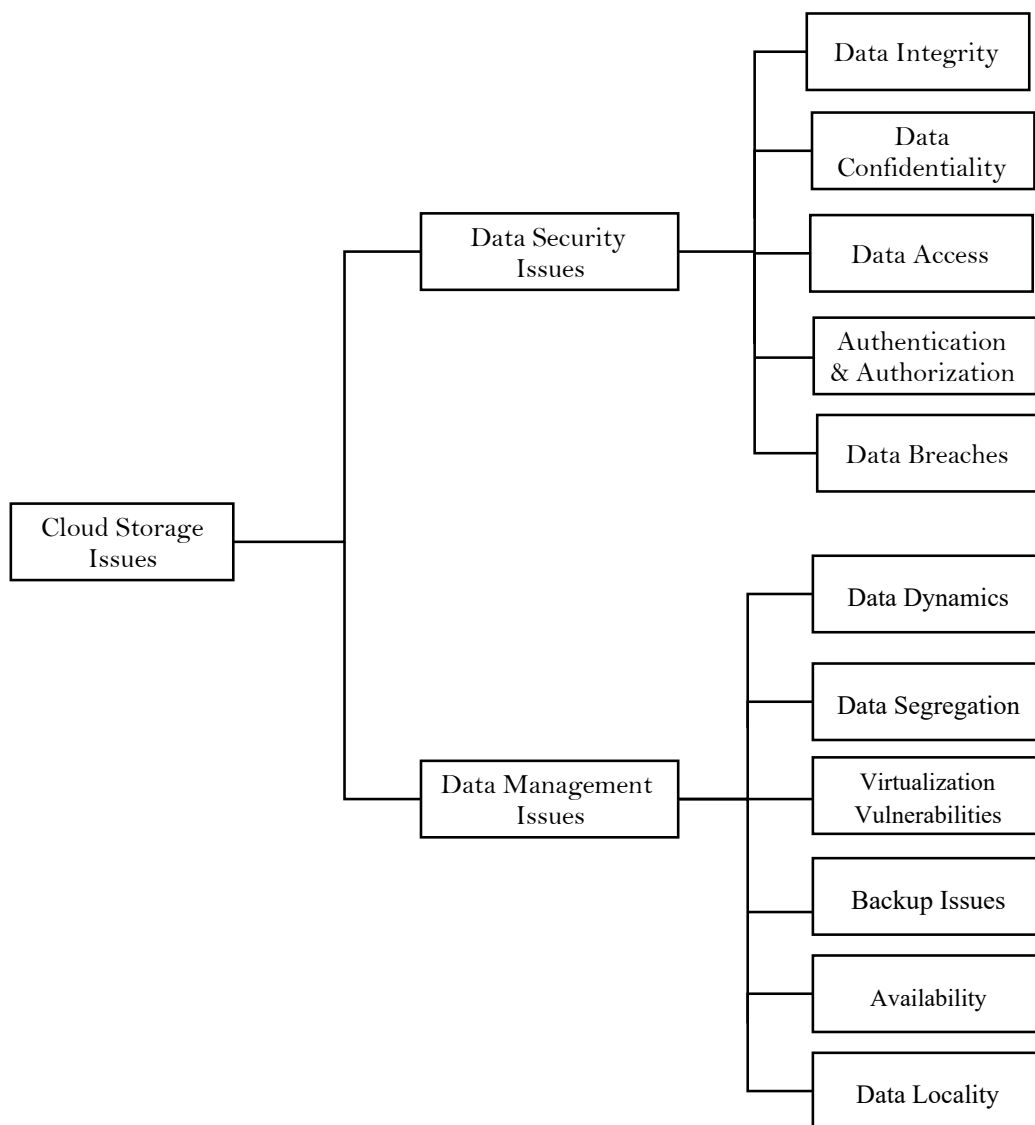 Data Integrity
Data
Confidentiality
Data Security
Issues
Data Access
Authentication
& Authorization
Data Breaches
Cloud Storage
Issues
Data Dynamics
Data Segregation
Data Management
Issues
Virtualization
Vulnerabilities
Backup Issues
Availability
Data Locality